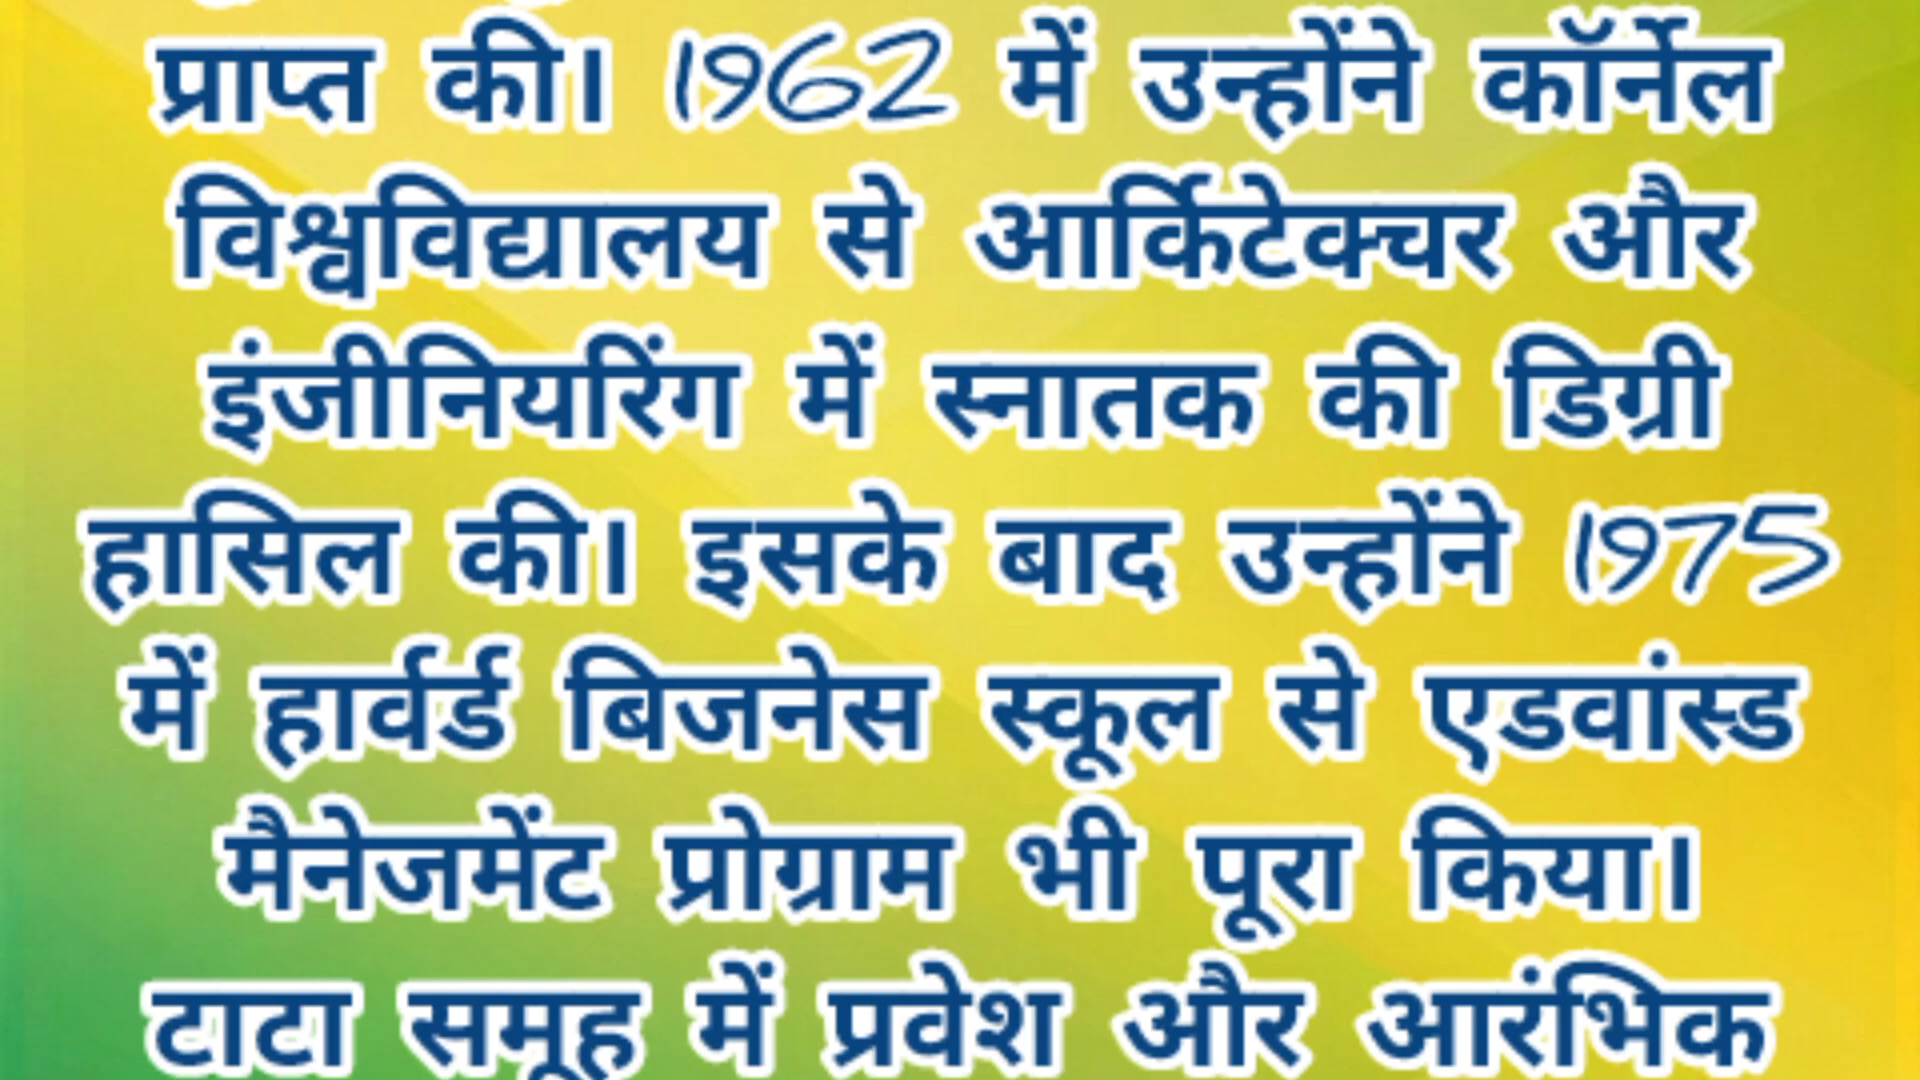 प्राप्त की। 1962 में उन्होंने कॉर्नेल
विश्वविद्यालय से आर्किटेक्चर और
इंजीनियरिंग में स्नातक की डिग्री
हासिल की। इसके बाद उन्होंने 1975
में हार्वर्ड बिजनेस स्कूल से एडवांस्ड
मैनेजमेंट प्रोग्राम भी पूरा किया।
टाटा समूह में प्रवेश और आरंभिक